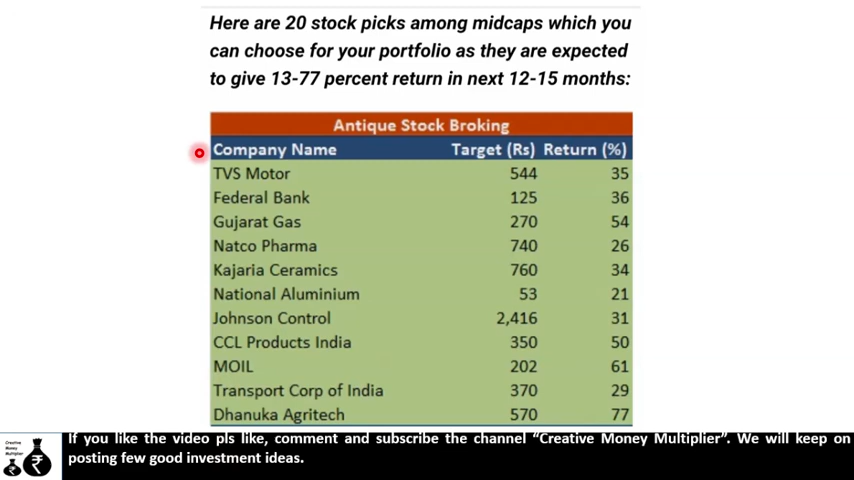 Here are 20 stock picks among midcaps which you
can choose for your portfolio as they are expected
to give 13-77 percent return in next 12-15 months:
Antique Stock Broking
Company Name Target (Rs) Return (%)
TVS Motor 544 35
Federal Bank 125 36
Gujarat Gas 270 54
Natco Pharma 740 26
Kajaria Ceramics 760 34
National Aluminium 53 21
Johnson Control 2,416 31
CCL Products India 350 50
MOIL 202 61
Transport Corp of India 370 29
Dhanuka Agritech 570 77
Creative
Money
Multiplier
If you like the video pls like, comment and subscribe the channel “Creative Money Multiplier”. We will keep on
posting few good investment ideas.